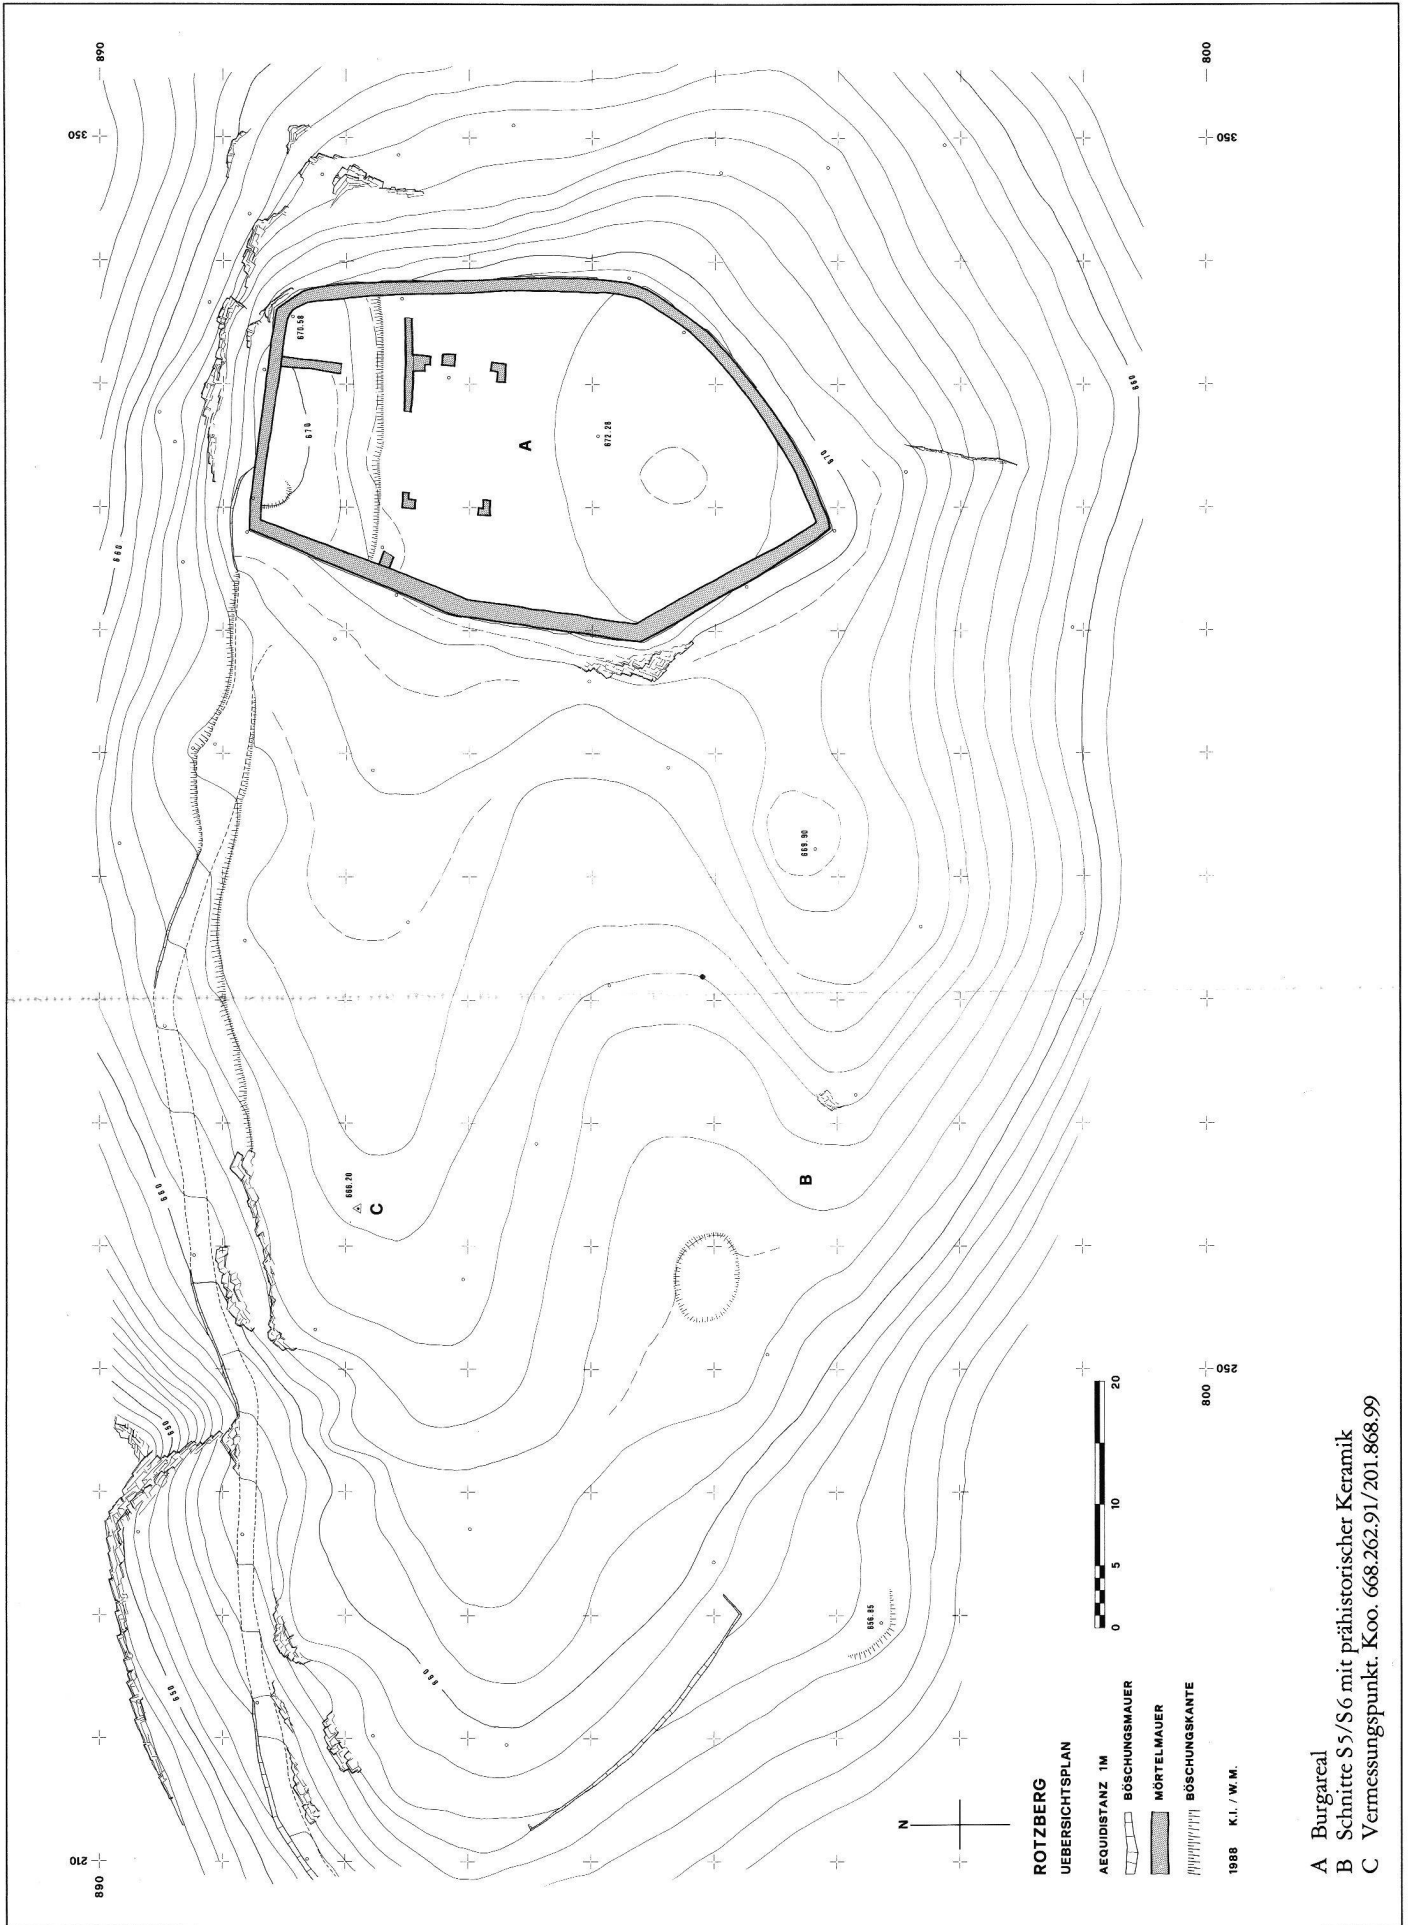 890
350
660
670.58
670
A
672.28
670
660
800
350
669.90
660
666.20
C
B
650
650
660
656.85
210
890
250
800
N
ROTZBERG
UEBERSICHTSPLAN
AEQUIDISTANZ 1M
BÖSCHUNGSMAUER
MÖRTELMAUER
BÖSCHUNGSKANTE
1988 K.I. / W.M.
0 5 10 20
A Burgareal
B Schnitte S5/S6 mit prähistorischer Keramik
C Vermessungspunkt. Koo. 668.262.91/201.868.99